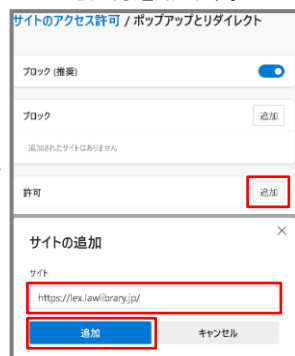 サイトのアクセス許可 / ポップアップとリダイレクト
ブロック (推奨)
ブロック
追加
追加されたサイトはありません
許可
追加
サイトの追加
サイト
https://lex.lawlibrary.jp/
追加
キャンセル